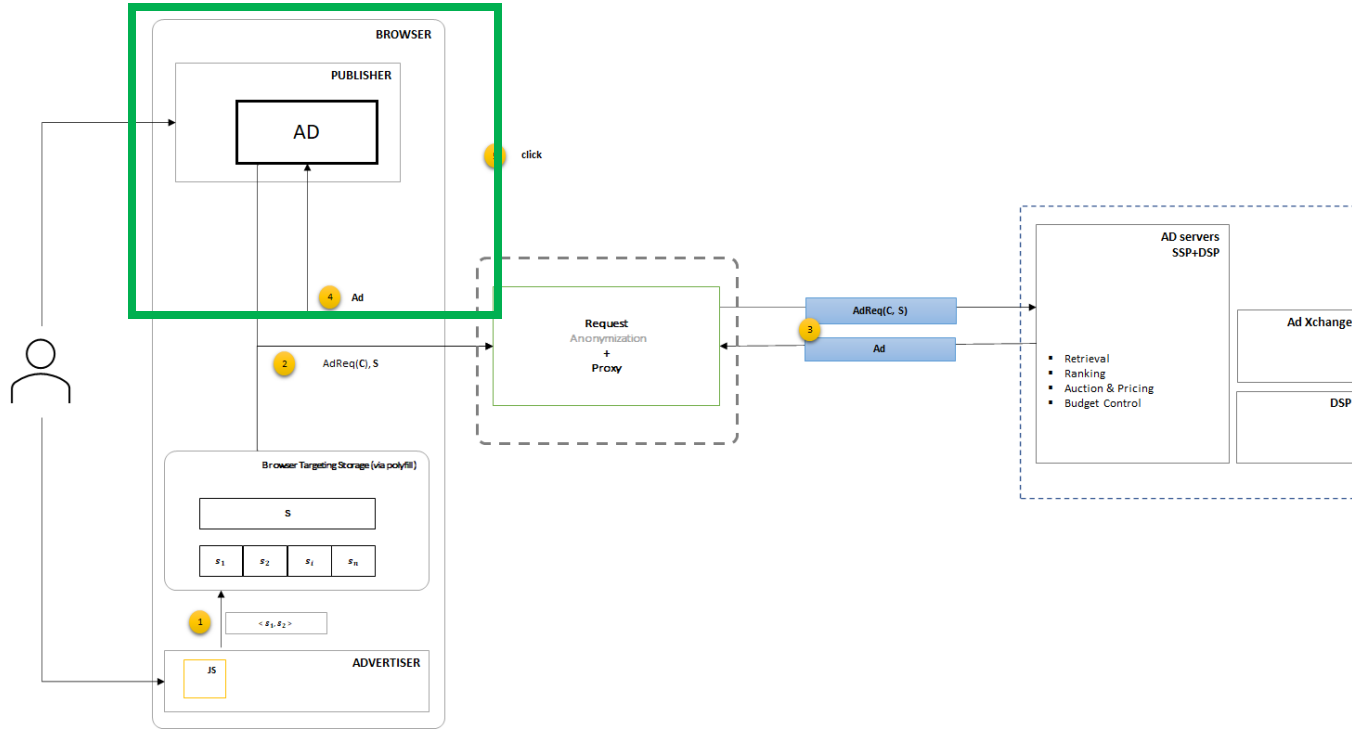 BROWSER
PUBLISHER
AD
click
4 Ad
2 AdReq(C), S
Request
Anonymization
+
Proxy
AdReq(C, S)
3
Ad
AD servers
SSP+DSP
▪ Retrieval
▪ Ranking
▪ Auction & Pricing
▪ Budget Control
Ad Xchange
DSP
Browser Targeting Storage (via polyfill)
S
s₁ s₂ sᵢ sₙ
1 < s₁, s₂ >
JS
ADVERTISER